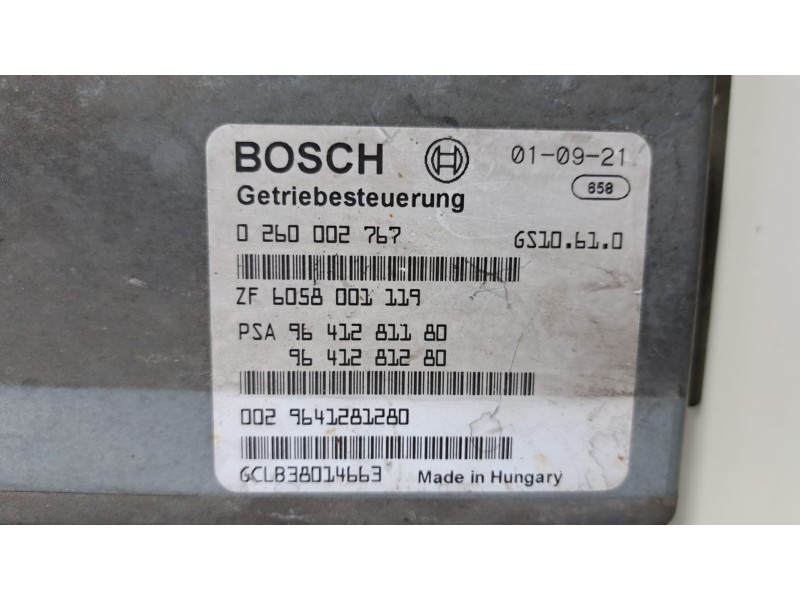 BOSCH 01-09-21
Getriebesteuerung 658
0 260 002 767 GS10.61.0
ZF 6058 001 119
PSA 96 412 811 80
96 412 812 80
002 9641281280
GCLB38014663 Made in Hungary